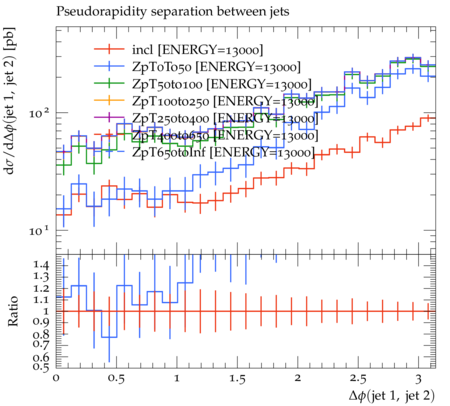 Pseudorapidity separation between jets
dσ/dΔϕ(jet 1, jet 2) [pb]
incl [ENERGY=13000]
ZpT0To50 [ENERGY=13000]
ZpT50to100 [ENERGY=13000]
ZpT100to250 [ENERGY=13000]
ZpT250to400 [ENERGY=13000]
ZpT400to650 [ENERGY=13000]
ZpT650toInf [ENERGY=13000]
10²
10¹
Ratio
1.4
1.3
1.2
1.1
1
0.9
0.8
0.7
0.6
0.5
0 0.5 1 1.5 2 2.5 3
Δϕ(jet 1, jet 2)